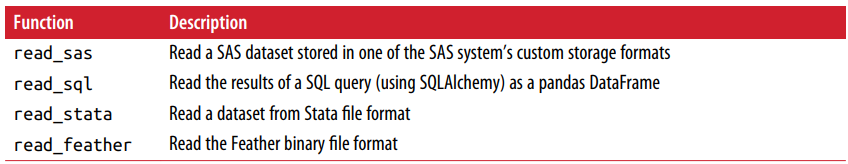 Function Description
read_sas Read a SAS dataset stored in one of the SAS system’s custom storage formats
read_sql Read the results of a SQL query (using SQLAlchemy) as a pandas DataFrame
read_stata Read a dataset from Stata file format
read_feather Read the Feather binary file format